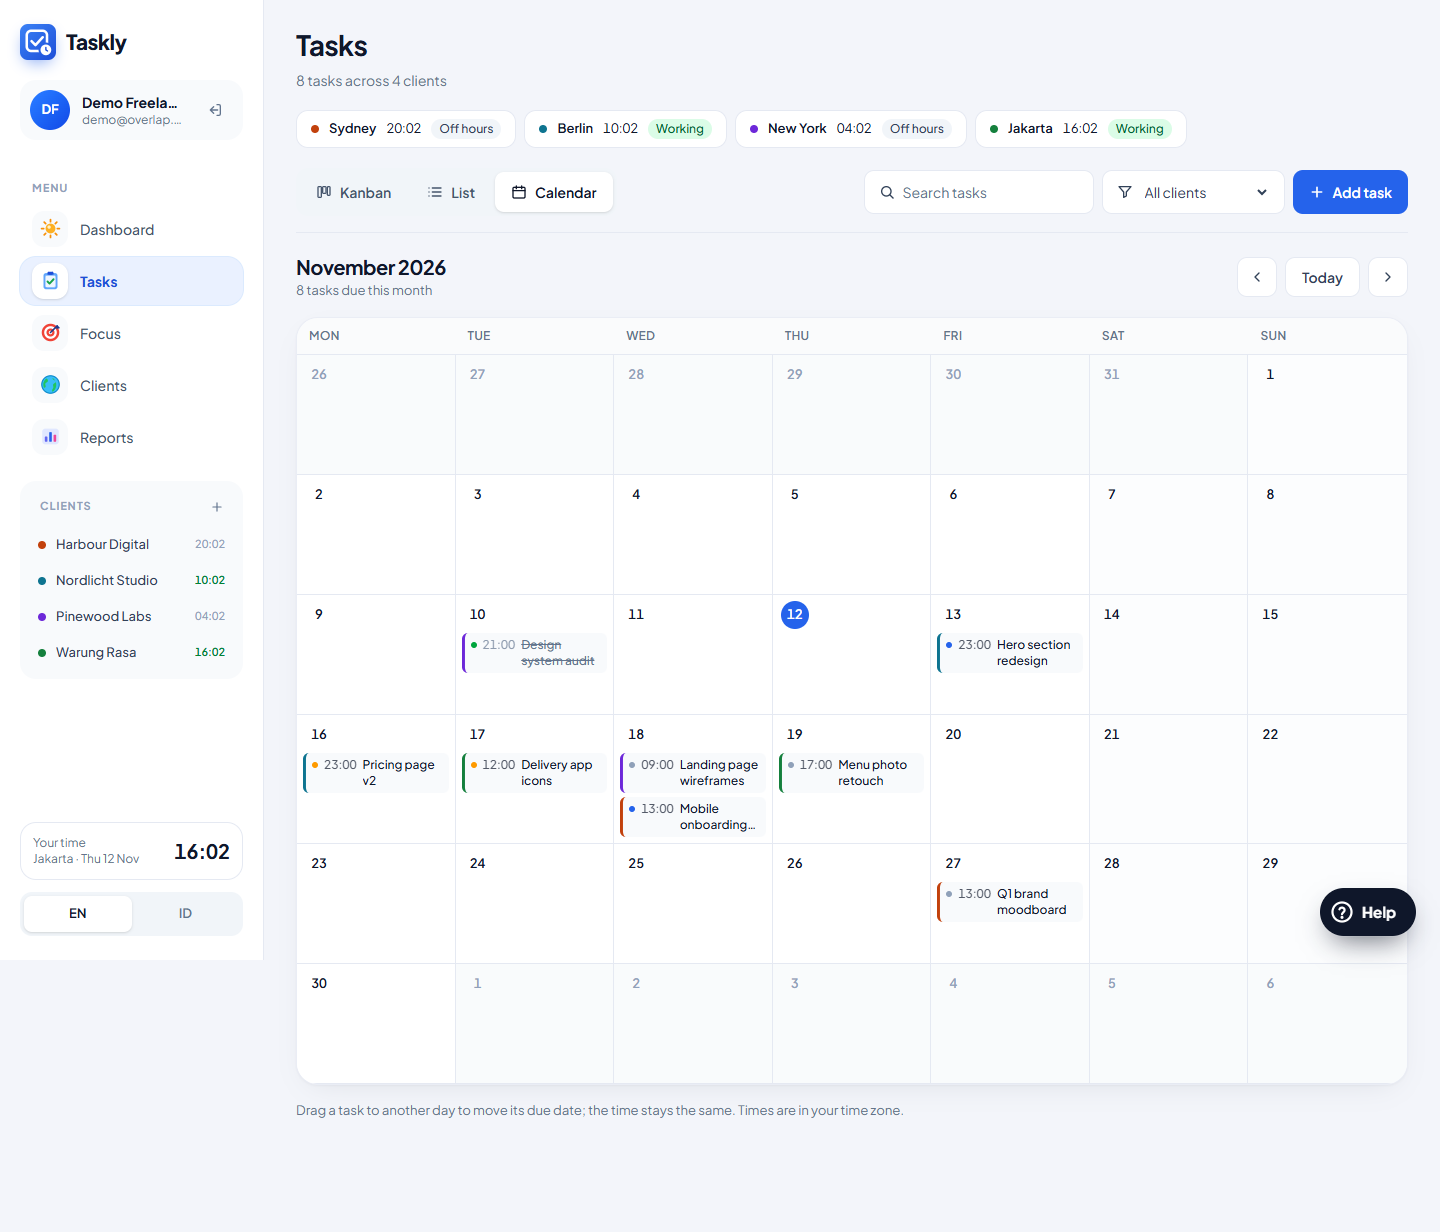 Taskly
DF
Demo Freela...
demo@overlap....
MENU
Dashboard
Tasks
Focus
Clients
Reports
CLIENTS
Harbour Digital 20:02
Nordlicht Studio 10:02
Pinewood Labs 04:02
Warung Rasa 16:02
Your time
Jakarta · Thu 12 Nov
16:02
EN ID
Tasks
8 tasks across 4 clients
Sydney 20:02 Off hours
Berlin 10:02 Working
New York 04:02 Off hours
Jakarta 16:02 Working
Kanban List Calendar
Search tasks
All clients
Add task
November 2026
8 tasks due this month
Today
MON TUE WED THU FRI SAT SUN
26 27 28 29 30 31 1
2 3 4 5 6 7 8
9 10 11 12 13 14 15
21:00 Design
system audit
23:00 Hero section
redesign
16 17 18 19 20 21 22
23:00 Pricing page
v2
12:00 Delivery app
icons
09:00 Landing page
wireframes
13:00 Mobile
onboarding...
17:00 Menu photo
retouch
23 24 25 26 27 28 29
13:00 Q1 brand
moodboard
Help
30 1 2 3 4 5 6
Drag a task to another day to move its due date; the time stays the same. Times are in your time zone.